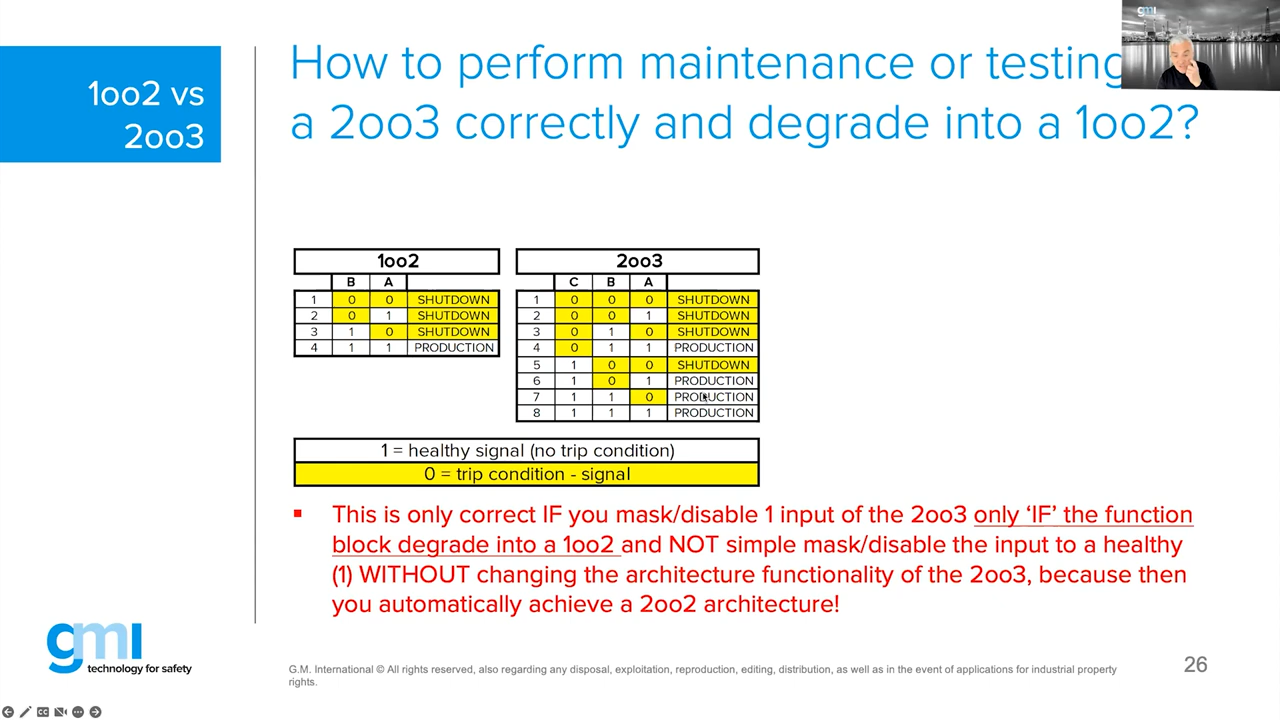 1oo2 vs
2oo3
How to perform maintenance or testing
a 2oo3 correctly and degrade into a 1oo2?
gmi
1oo2
B A
1 0 0 SHUTDOWN
2 0 1 SHUTDOWN
3 1 0 SHUTDOWN
4 1 1 PRODUCTION
2oo3
C B A
1 0 0 0 SHUTDOWN
2 0 0 1 SHUTDOWN
3 0 1 0 SHUTDOWN
4 0 1 1 PRODUCTION
5 1 0 0 SHUTDOWN
6 1 0 1 PRODUCTION
7 1 1 0 PRODUCTION
8 1 1 1 PRODUCTION
1 = healthy signal (no trip condition)
0 = trip condition - signal
▪ This is only correct IF you mask/disable 1 input of the 2oo3 only ‘IF’ the function
block degrade into a 1oo2 and NOT simple mask/disable the input to a healthy
(1) WITHOUT changing the architecture functionality of the 2oo3, because then
you automatically achieve a 2oo2 architecture!
gmi
technology for safety
G.M. International © All rights reserved, also regarding any disposal, exploitation, reproduction, editing, distribution, as well as in the event of applications for industrial property
rights.
26